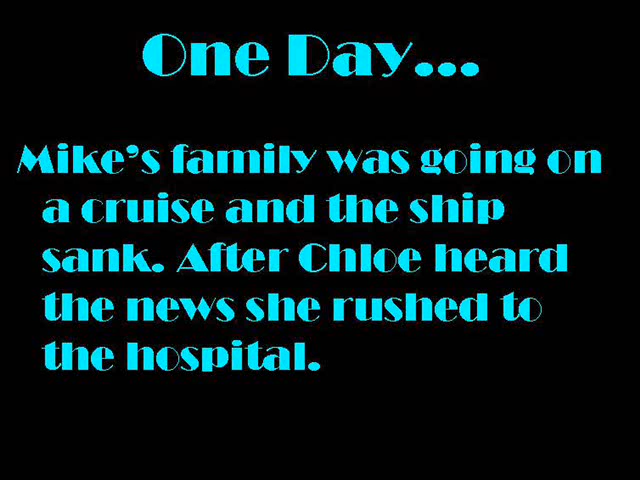 One Day...
Mike's family was going on
a cruise and the ship
sank. After Chloe heard
the news she rushed to
the hospital.